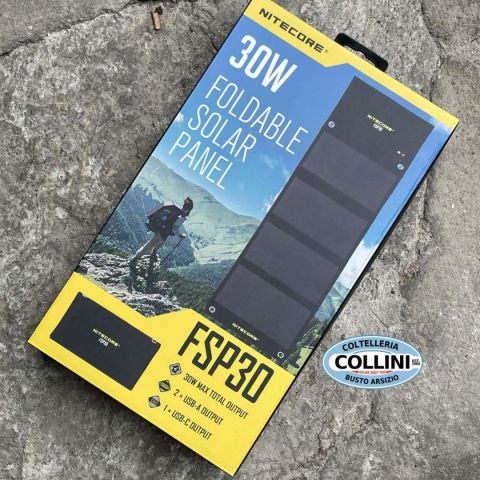 NITECORE®
30W
FOLDABLE
SOLAR
PANEL
NITECORE®
FSP30
NITECORE®
NITECORE®
FSP30
FSP30
30W MAX TOTAL OUTPUT
2 × USB-A OUTPUT
1 × USB-C OUTPUT
COLTELLERIA
COLLINI
BUSTO ARSIZIO